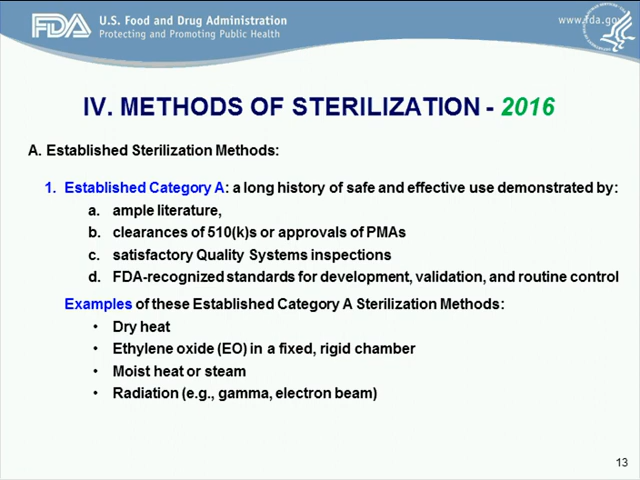 FDA
U.S. Food and Drug Administration
Protecting and Promoting Public Health
www.fda.gov
IV. METHODS OF STERILIZATION - 2016
A. Established Sterilization Methods:
1. Established Category A: a long history of safe and effective use demonstrated by:
a. ample literature,
b. clearances of 510(k)s or approvals of PMAs
c. satisfactory Quality Systems inspections
d. FDA-recognized standards for development, validation, and routine control
Examples of these Established Category A Sterilization Methods:
• Dry heat
• Ethylene oxide (EO) in a fixed, rigid chamber
• Moist heat or steam
• Radiation (e.g., gamma, electron beam)
13